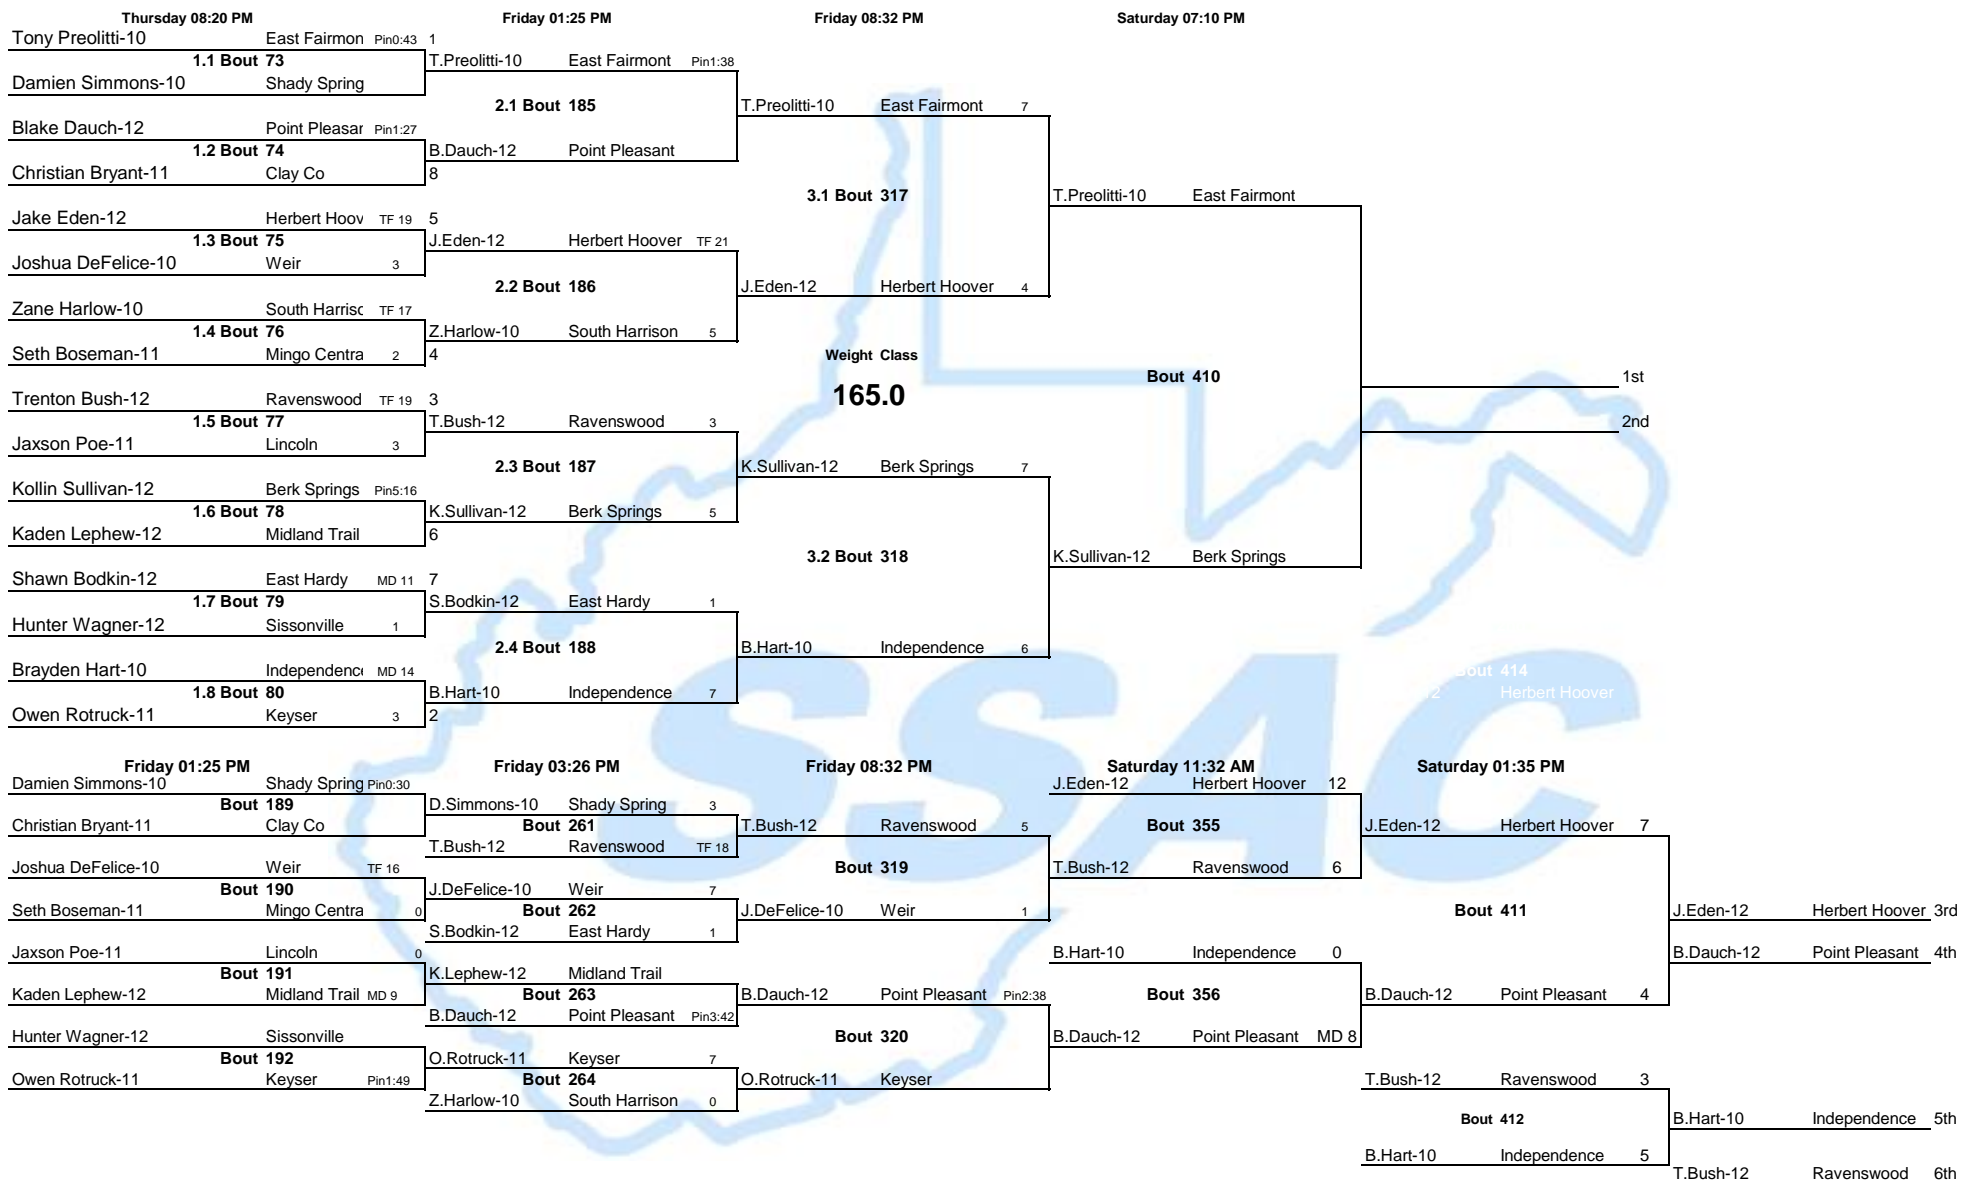 Thursday 08:20 PM Friday 01:25 PM Friday 08:32 PM Saturday 07:10 PM
Tony Preolitti-10 East Fairmon Pin0:43 1
1.1 Bout 73 T.Preolitti-10 East Fairmont Pin1:38
Damien Simmons-10 Shady Spring
2.1 Bout 185 T.Preolitti-10 East Fairmont 7
Blake Dauch-12 Point Pleasar Pin1:27
1.2 Bout 74 B.Dauch-12 Point Pleasant
Christian Bryant-11 Clay Co 8
3.1 Bout 317 T.Preolitti-10 East Fairmont
Jake Eden-12 Herbert Hoov TF 19 5
1.3 Bout 75 J.Eden-12 Herbert Hoover TF 21
Joshua DeFelice-10 Weir 3
2.2 Bout 186 J.Eden-12 Herbert Hoover 4
Zane Harlow-10 South Harrisc TF 17
1.4 Bout 76 Z.Harlow-10 South Harrison 5
Seth Boseman-11 Mingo Centra 2 4
Weight Class
165.0
Bout 410 1st
2nd
Trenton Bush-12 Ravenswood TF 19 3
1.5 Bout 77 T.Bush-12 Ravenswood 3
Jaxson Poe-11 Lincoln 3
2.3 Bout 187 K.Sullivan-12 Berk Springs 7
Kollin Sullivan-12 Berk Springs Pin5:16
1.6 Bout 78 K.Sullivan-12 Berk Springs 5
Kaden Lephew-12 Midland Trail 6
3.2 Bout 318 K.Sullivan-12 Berk Springs
Shawn Bodkin-12 East Hardy MD 11 7
1.7 Bout 79 S.Bodkin-12 East Hardy 1
Hunter Wagner-12 Sissonville 1
2.4 Bout 188 B.Hart-10 Independence 6
Brayden Hart-10 Independence MD 14
1.8 Bout 80 B.Hart-10 Independence 7
Owen Rotruck-11 Keyser 3 2
Bout 414
2 Herbert Hoover
SSAC
Friday 01:25 PM Friday 03:26 PM Friday 08:32 PM Saturday 11:32 AM Saturday 01:35 PM
Damien Simmons-10 Shady Spring Pin0:30 J.Eden-12 Herbert Hoover 12
Bout 189 D.Simmons-10 Shady Spring 3
Christian Bryant-11 Clay Co Bout 261 T.Bush-12 Ravenswood 5 Bout 355 J.Eden-12 Herbert Hoover 7
T.Bush-12 Ravenswood TF 18
Joshua DeFelice-10 Weir TF 16 Bout 319 T.Bush-12 Ravenswood 6
Bout 190 J.DeFelice-10 Weir 7
Seth Boseman-11 Mingo Centra 0 Bout 262 J.DeFelice-10 Weir 1 Bout 411 J.Eden-12 Herbert Hoover 3rd
S.Bodkin-12 East Hardy 1
Jaxson Poe-11 Lincoln 0 B.Hart-10 Independence 0 B.Dauch-12 Point Pleasant 4th
Bout 191 K.Lephew-12 Midland Trail
Kaden Lephew-12 Midland Trail MD 9 Bout 263 B.Dauch-12 Point Pleasant Pin2:38 Bout 356 B.Dauch-12 Point Pleasant 4
B.Dauch-12 Point Pleasant Pin3:42
Hunter Wagner-12 Sissonville Bout 320 B.Dauch-12 Point Pleasant MD 8
Bout 192 O.Rotruck-11 Keyser 7
Owen Rotruck-11 Keyser Pin1:49 Bout 264 O.Rotruck-11 Keyser T.Bush-12 Ravenswood 3
Z.Harlow-10 South Harrison 0
Bout 412 B.Hart-10 Independence 5th
B.Hart-10 Independence 5
T.Bush-12 Ravenswood 6th